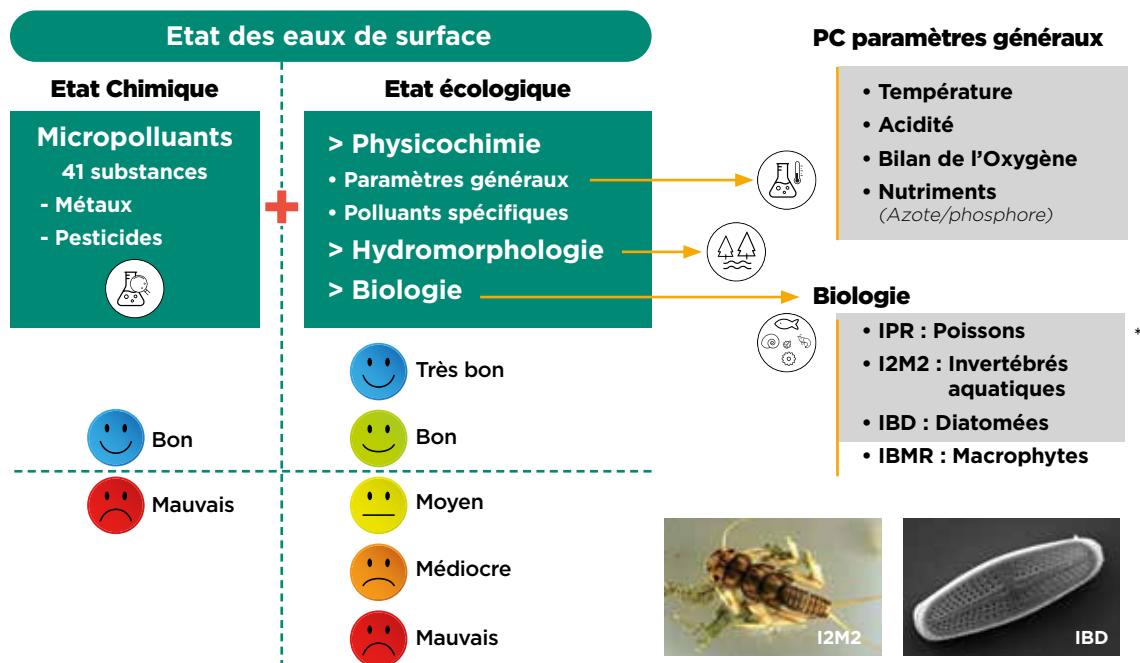 Etat des eaux de surface
Etat Chimique
Micropolluants
41 substances
- Métaux
- Pesticides
Etat écologique
> Physicochimie
• Paramètres généraux
• Polluants spécifiques
> Hydromorphologie
> Biologie
Bon
Mauvais
Très bon
Bon
Moyen
Médiocre
Mauvais
PC paramètres généraux
• Température
• Acidité
• Bilan de l’Oxygène
• Nutriments
(Azote/phosphore)
Biologie
• IPR : Poissons
*
• I2M2 : Invertébrés
aquatiques
• IBD : Diatomées
• IBMR : Macrophytes
I2M2
IBD